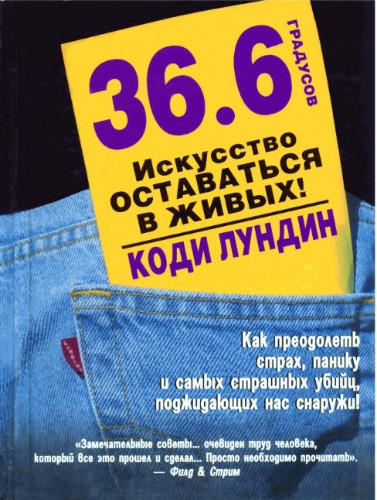 36.6
ГРАДУСОВ
ИСКУССТВО
ОСТАВАТЬСЯ
В ЖИВЫХ!
КОДИ ЛУНДИН
Как преодолеть
страх, панику
и самых страшных убийц,
поджидающих нас снаружи!
«Замечательные советы... очевиден труд человека,
который все это прошел и сделал... Просто необходимо прочитать».
— Филд & Стрим